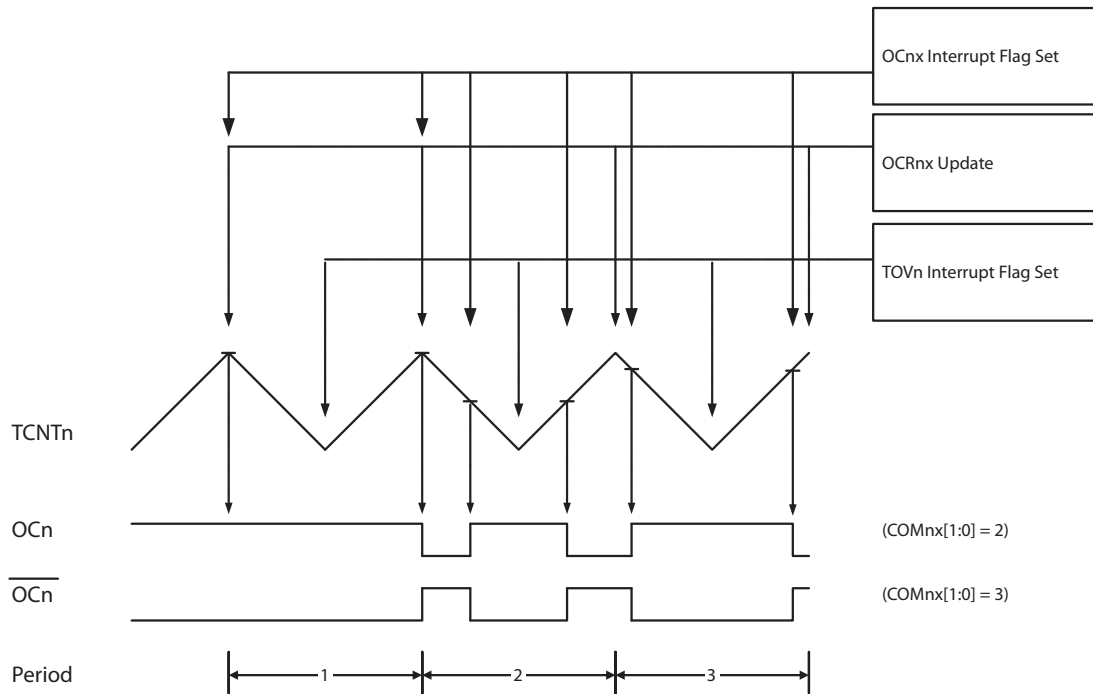 OCnx Interrupt Flag Set
OCRnx Update
TOVn Interrupt Flag Set
TCNTn
OCn
(COMnx[1:0] = 2)
OCn
(COMnx[1:0] = 3)
Period
1
2
3